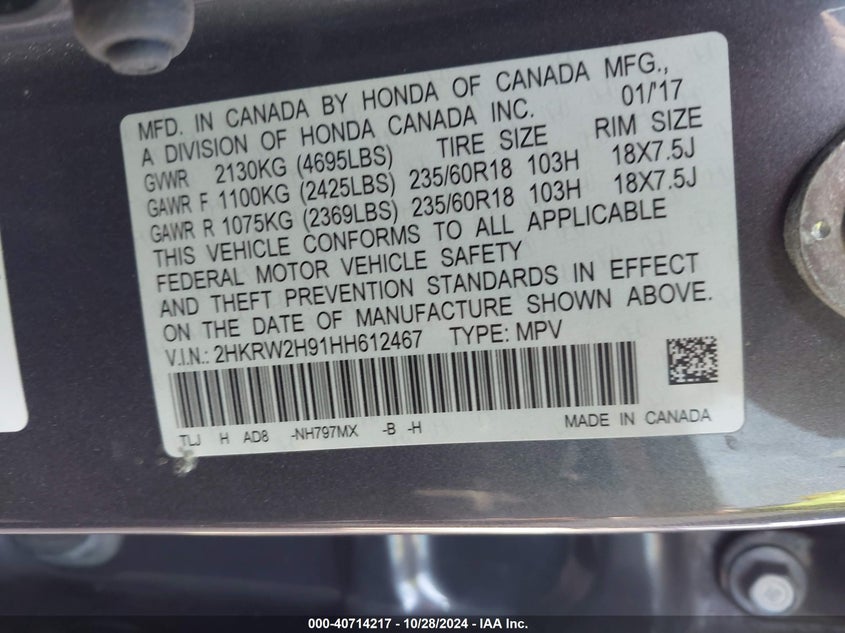 MFD. IN CANADA BY HONDA OF CANADA MFG.,
A DIVISION OF HONDA CANADA INC. 01/'17
GVWR 2130KG (4695LBS) TIRE SIZE RIM SIZE
GAWR F 1100KG (2425LBS) 235/60R18 103H 18X7.5J
GAWR R 1075KG (2369LBS) 235/60R18 103H 18X7.5J
THIS VEHICLE CONFORMS TO ALL APPLICABLE
FEDERAL MOTOR VEHICLE SAFETY
AND THEFT PREVENTION STANDARDS IN EFFECT
ON THE DATE OF MANUFACTURE SHOWN ABOVE.
V.I.N.: 2HKRW2H91HH612467 TYPE: MPV
TLJ H AD8 -NH797MX -B -H MADE IN CANADA
000-40714217 - 10/28/2024 - IAA Inc.